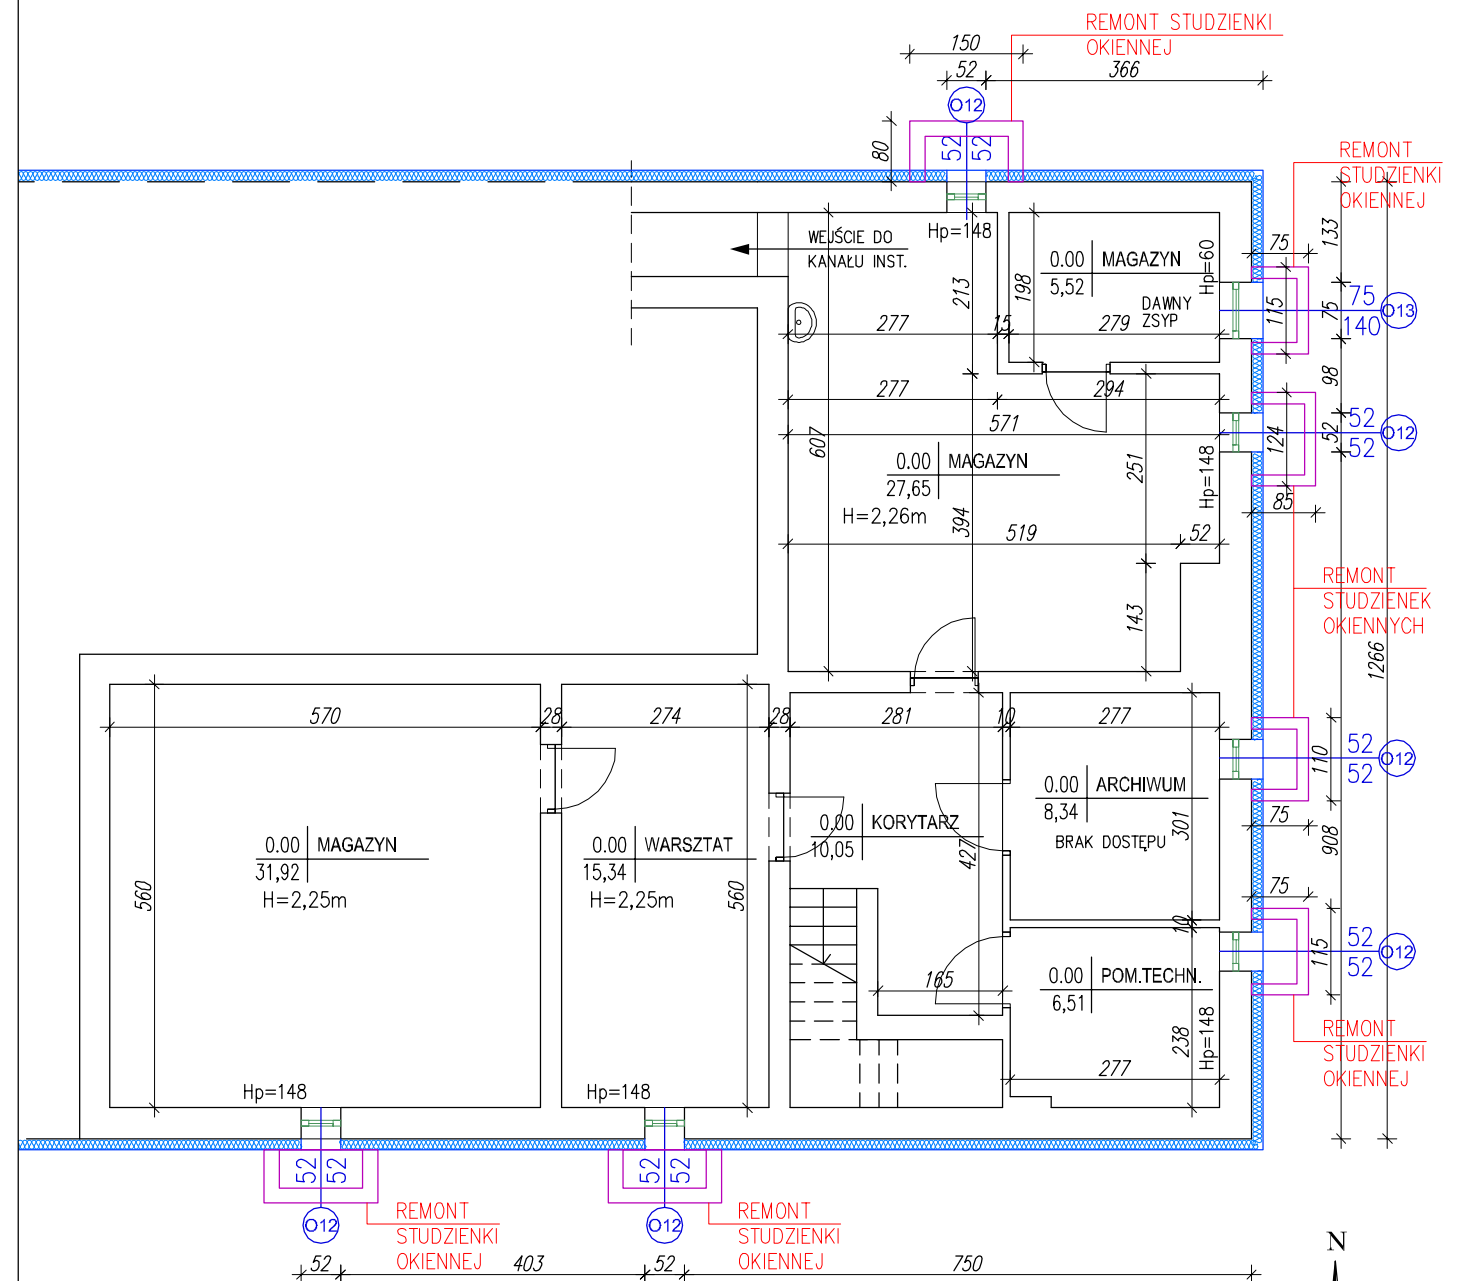 REMONT STUDZIENKI
OKIENNEJ
150
52
366
O12
80
52
52
REMONT
STUDZIENKI
OKIENNEJ
WEJŚCIE DO
KANAŁU INST.
Hp=148
213
198
0.00 MAGAZYN
5,52
DAWNY
ZSYP
Hp=60
75
133
115
75
75
140
O13
277
15
279
98
277
294
571
607
124
52
52
52
O12
0.00 MAGAZYN
27,65
H=2,26m
251
Hp=148
394
85
519
52
143
REMONT
STUDZIENEK
OKIENNYCH
1266
570
28
274
28
281
10
277
110
52
52
O12
0.00 ARCHIWUM
8,34
BRAK DOSTĘPU
301
75
908
0.00 MAGAZYN
31,92
H=2,25m
560
0.00 WARSZTAT
15,34
H=2,25m
560
0.00 KORYTARZ
10,05
427
75
10
115
52
52
O12
165
0.00 POM.TECHN.
6,51
238
Hp=148
277
REMONT
STUDZIENKI
OKIENNEJ
Hp=148
Hp=148
52
52
O12
REMONT
STUDZIENKI
OKIENNEJ
52
52
O12
REMONT
STUDZIENKI
OKIENNEJ
52
403
52
750
N